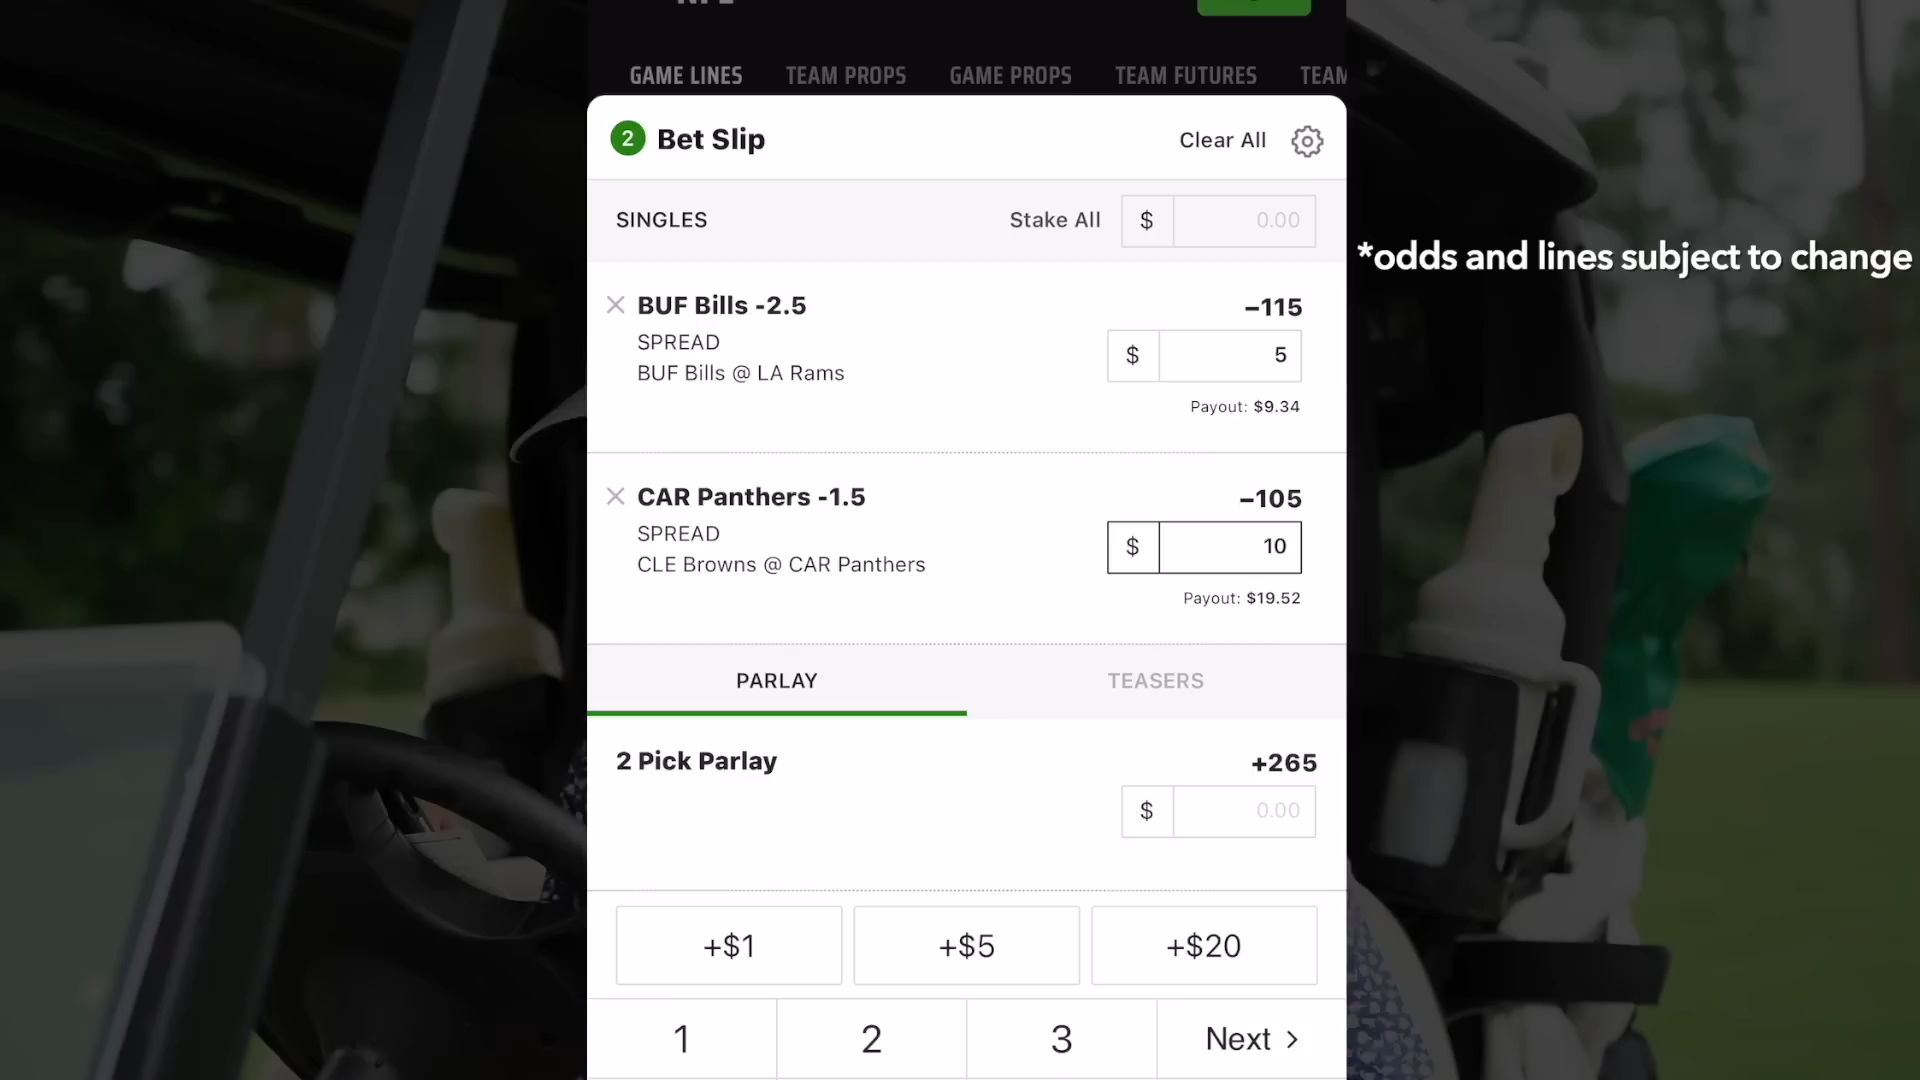 GAME LINES TEAM PROPS GAME PROPS TEAM FUTURES TEAM
2 Bet Slip Clear All
SINGLES Stake All $ 0.00
*odds and lines subject to change
BUF Bills -2.5 −115
SPREAD $ 5
BUF Bills @ LA Rams
Payout: $9.34
CAR Panthers -1.5 −105
SPREAD $ 10
CLE Browns @ CAR Panthers
Payout: $19.52
PARLAY TEASERS
2 Pick Parlay +265
$ 0.00
+$1 +$5 +$20
1 2 3 Next >